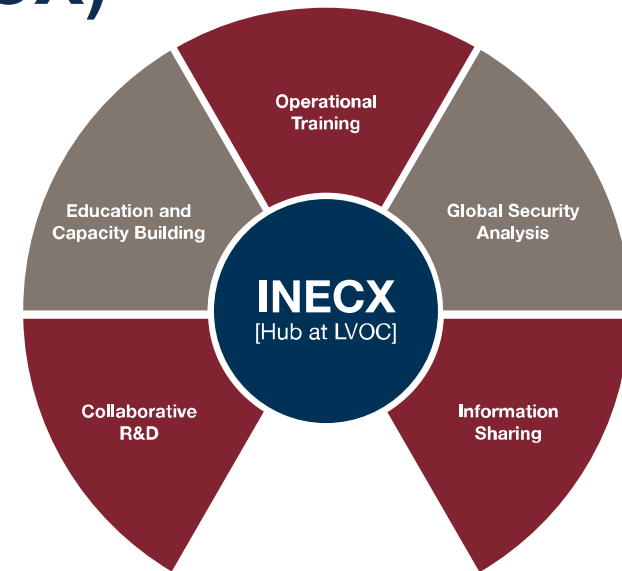 Operational
Training
Education and
Capacity Building
Global Security
Analysis
INECX
[Hub at LVOC]
Collaborative
R&D
Information
Sharing